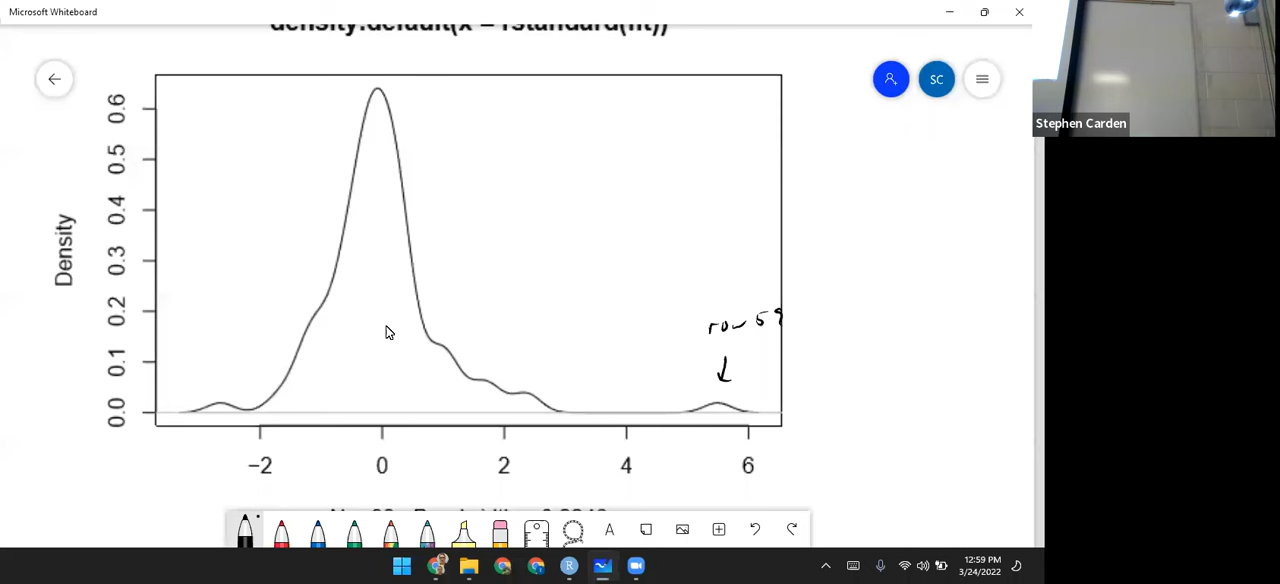 Microsoft Whiteboard
density.default(x = rstandard(fit))
SC
Stephen Carden
Density
0.6
0.5
0.4
0.3
0.2
0.1
0.0
row 59
−2 0 2 4 6
A
12:59 PM
3/24/2022